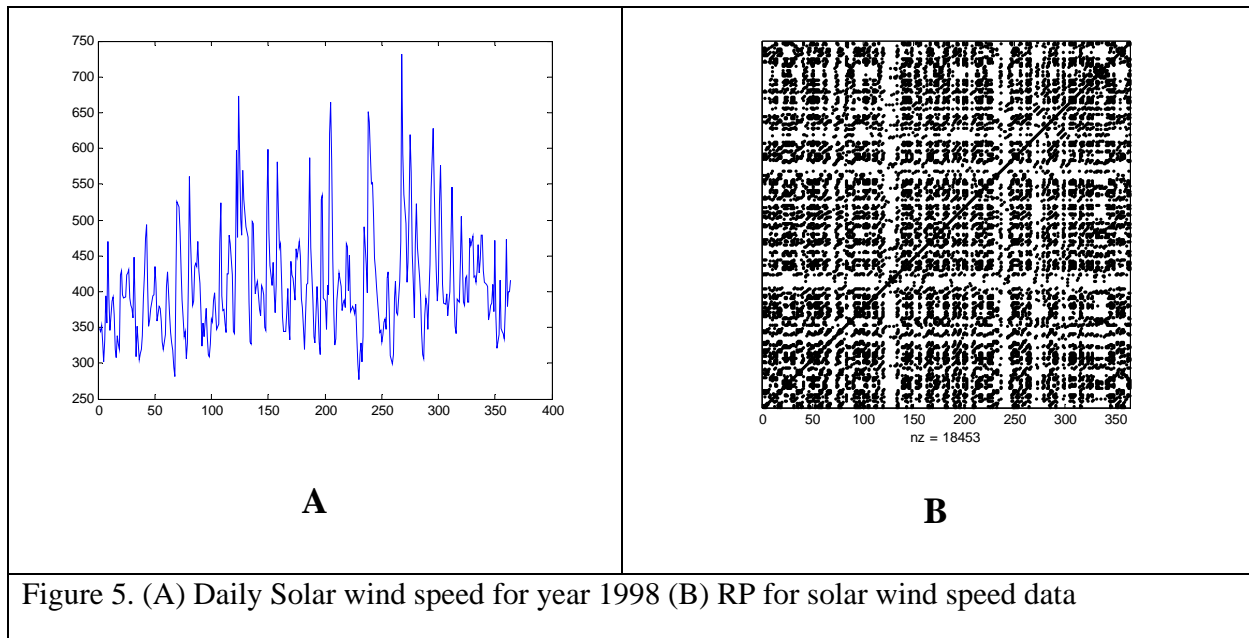 750
700
650
600
550
500
450
400
350
300
250
0 50 100 150 200 250 300 350 400
A
0 50 100 150 200 250 300 350
nz = 18453
B
Figure 5. (A) Daily Solar wind speed for year 1998 (B) RP for solar wind speed data